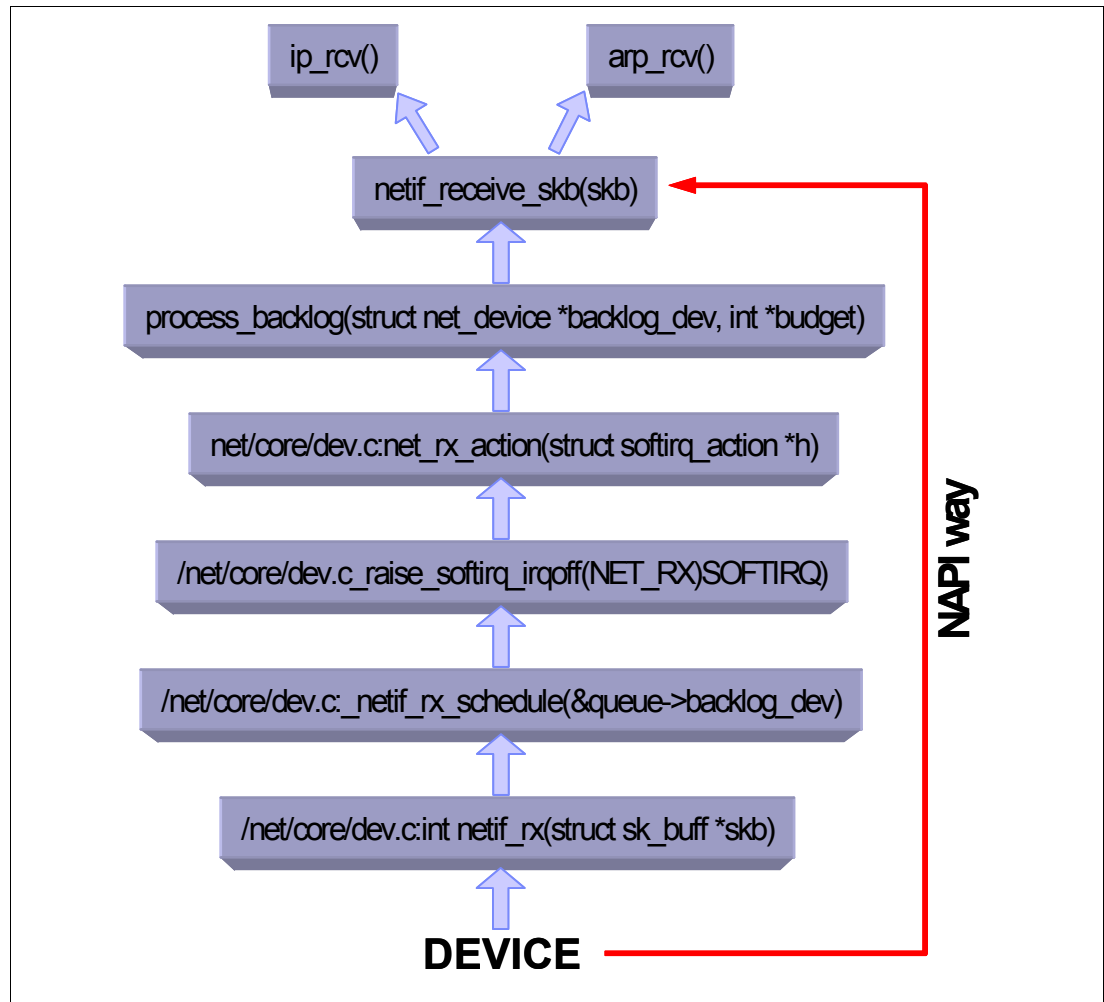 ip_rcv()
arp_rcv()
netif_receive_skb(skb)
process_backlog(struct net_device *backlog_dev, int *budget)
net/core/dev.c:net_rx_action(struct softirq_action *h)
/net/core/dev.c_raise_softirq_irqoff(NET_RX)SOFTIRQ)
/net/core/dev.c:_netif_rx_schedule(&queue->backlog_dev)
/net/core/dev.c:int netif_rx(struct sk_buff *skb)
DEVICE
NAPI way